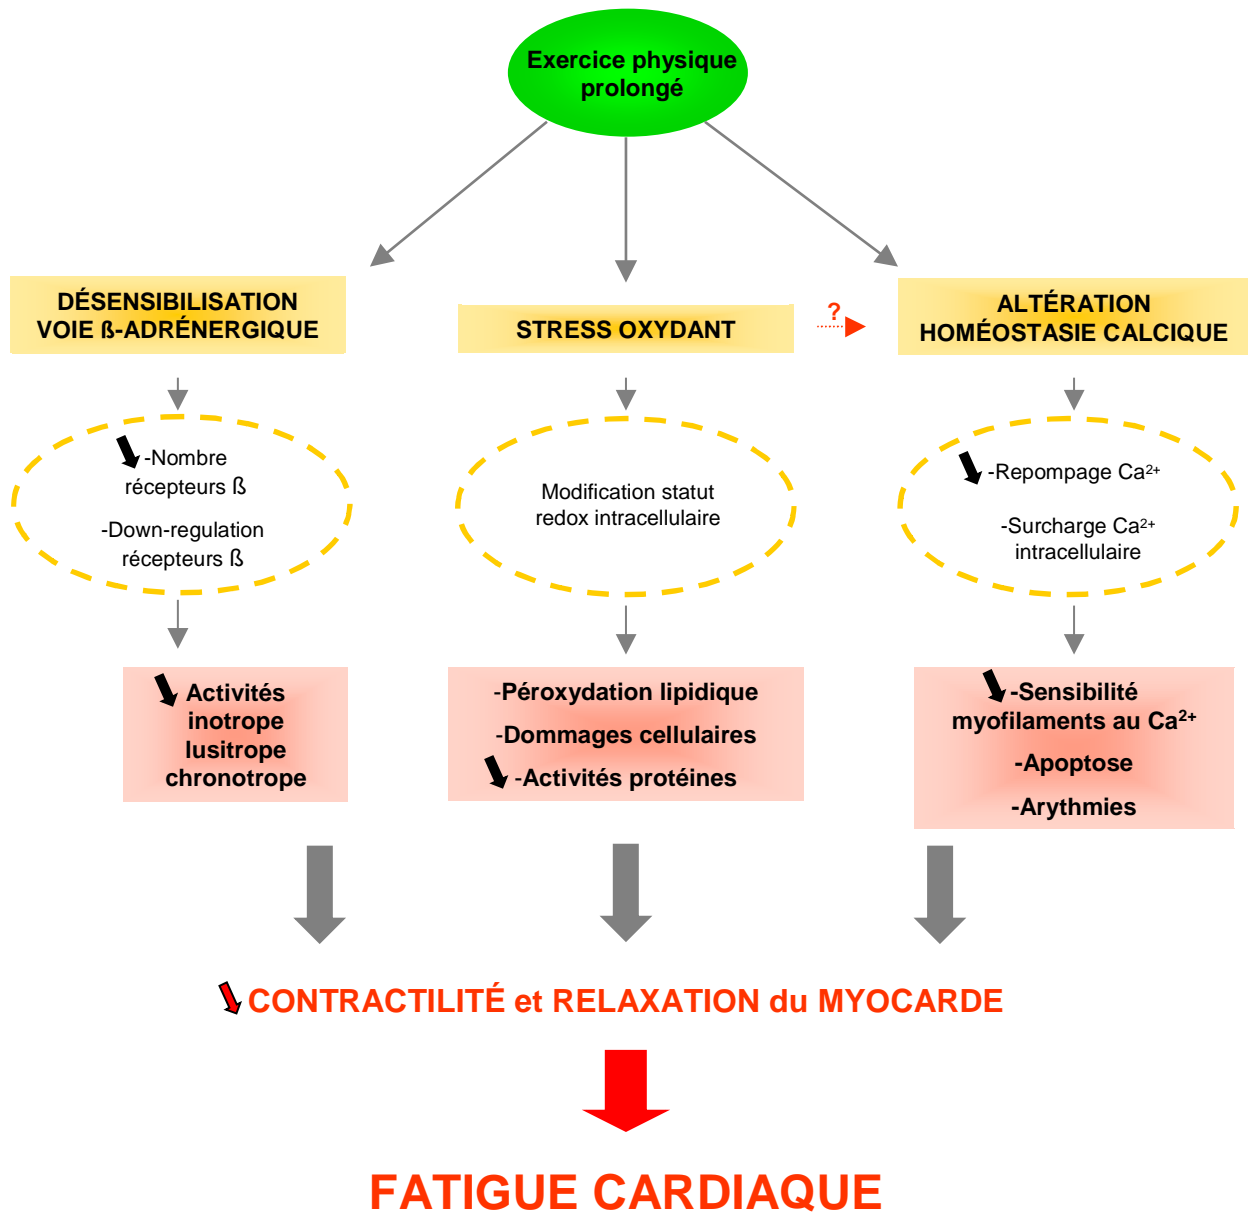 Exercice physique
prolongé
DÉSENSIBILISATION
VOIE ß-ADRÉNERGIQUE
STRESS OXYDANT
?
ALTÉRATION
HOMÉOSTASIE CALCIQUE
-Nombre
récepteurs ß
-Down-regulation
récepteurs ß
Modification statut
redox intracellulaire
-Repompage Ca²⁺
-Surcharge Ca²⁺
intracellulaire
Activités
inotrope
lusitrope
chronotrope
-Péroxydation lipidique
-Dommages cellulaires
-Activités protéines
-Sensibilité
myofilaments au Ca²⁺
-Apoptose
-Arythmies
CONTRACTILITÉ et RELAXATION du MYOCARDE
FATIGUE CARDIAQUE